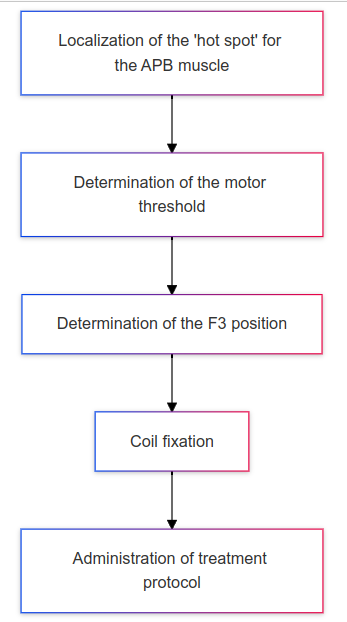 Localization of the 'hot spot' for
the APB muscle
Determination of the motor
threshold
Determination of the F3 position
Coil fixation
Administration of treatment
protocol